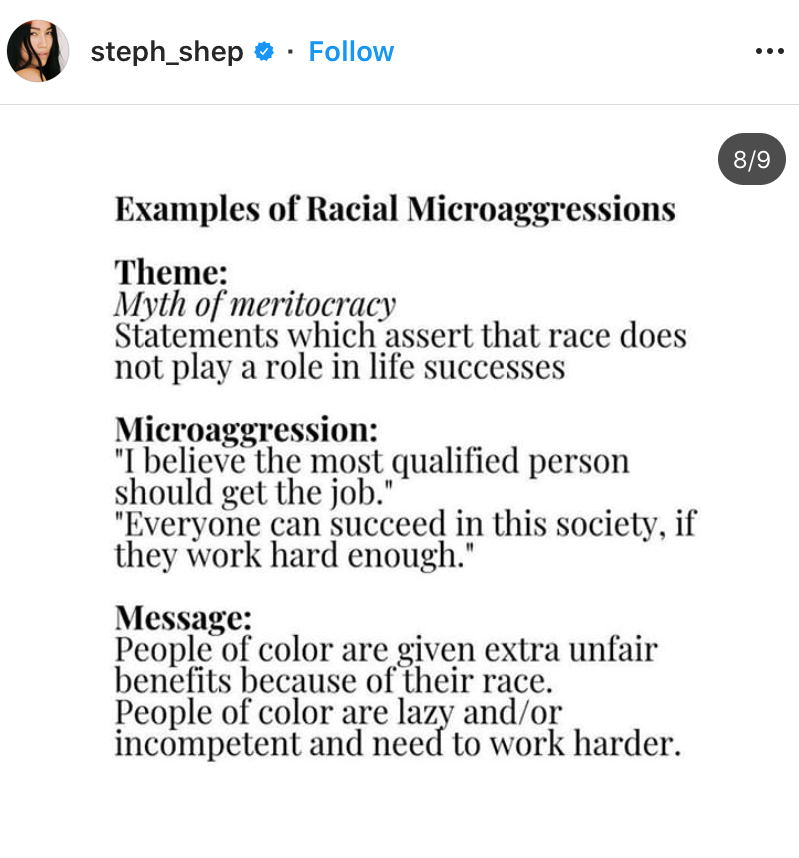 steph_shep · Follow
8/9
Examples of Racial Microaggressions
Theme:
Myth of meritocracy
Statements which assert that race does
not play a role in life successes
Microaggression:
"I believe the most qualified person
should get the job."
"Everyone can succeed in this society, if
they work hard enough."
Message:
People of color are given extra unfair
benefits because of their race.
People of color are lazy and/or
incompetent and need to work harder.